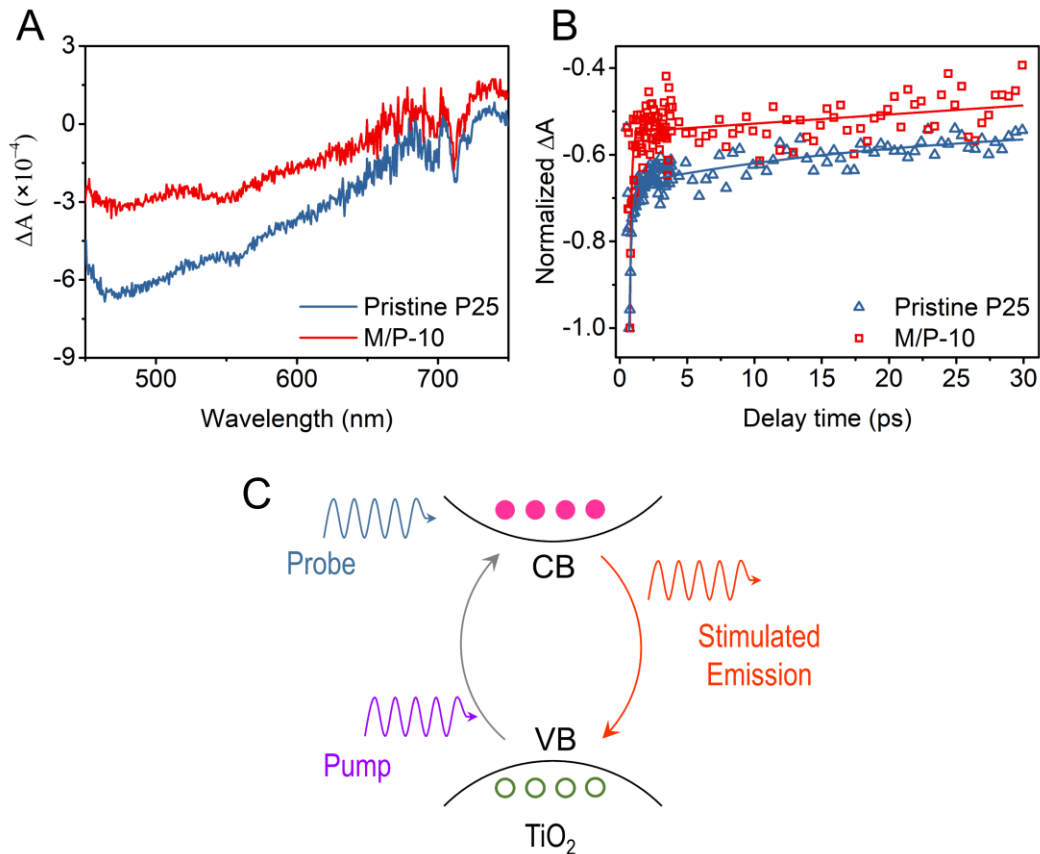 A
3
0
-3
-6
-9
ΔA (×10⁻⁴)
500
600
700
Wavelength (nm)
Pristine P25
M/P-10
B
-0.4
-0.6
-0.8
-1.0
Normalized ΔA
0
5
10
15
20
25
30
Delay time (ps)
Pristine P25
M/P-10
C
Probe
CB
Stimulated
Emission
Pump
VB
TiO₂